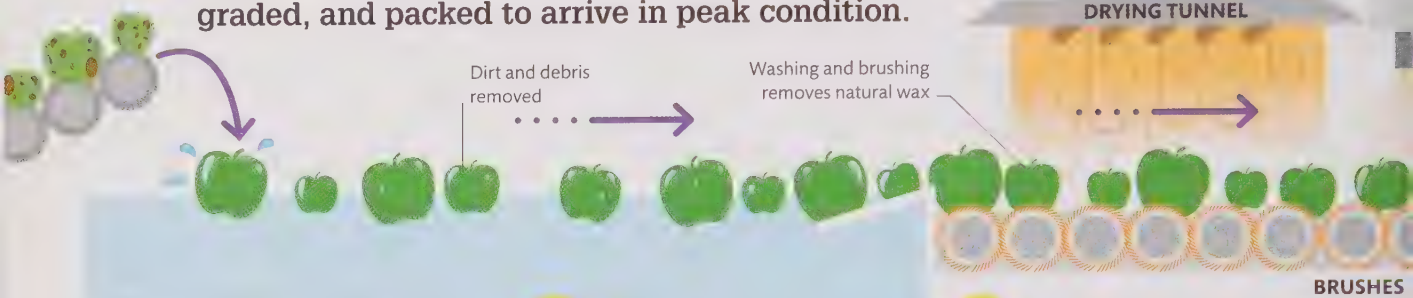 graded, and packed to arrive in peak condition.
DRYING TUNNEL
Dirt and debris
removed
Washing and brushing
removes natural wax
BRUSHES